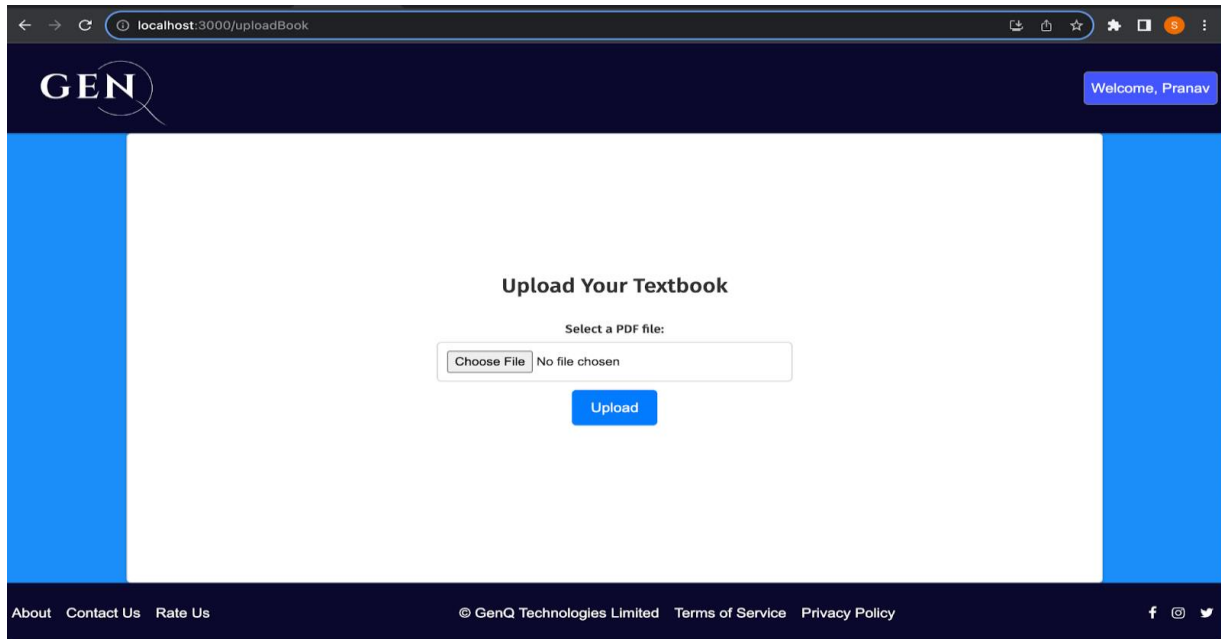 localhost:3000/uploadBook
S
GEN
Welcome, Pranav
Upload Your Textbook
Select a PDF file:
Choose File No file chosen
Upload
About Contact Us Rate Us © GenQ Technologies Limited Terms of Service Privacy Policy